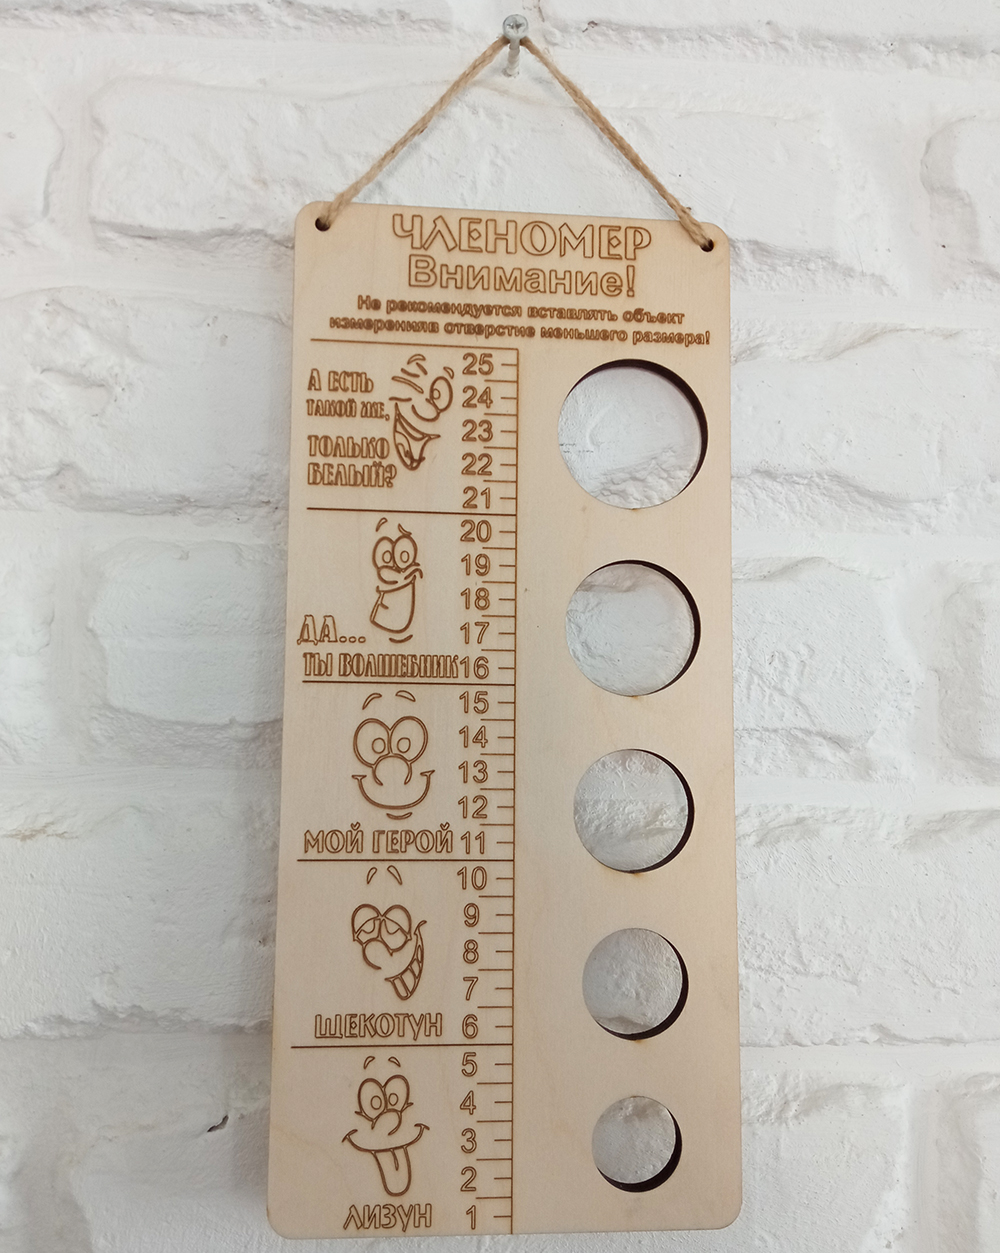 ЧЛЕНОМЕР
Внимание!
Не рекомендуется вставлять объект
измеренияв отверстие меньшего размера!
А ЕСТЬ
ТАКОЙ ЖЕ,
ТОЛЬКО
БЕЛЫЙ?
25
24
23
22
21
ДА...
ТЫ ВОЛШЕБНИК
20
19
18
17
16
МОЙ ГЕРОЙ
15
14
13
12
11
ЩЕКОТУН
10
9
8
7
6
ЛИЗУН
5
4
3
2
1